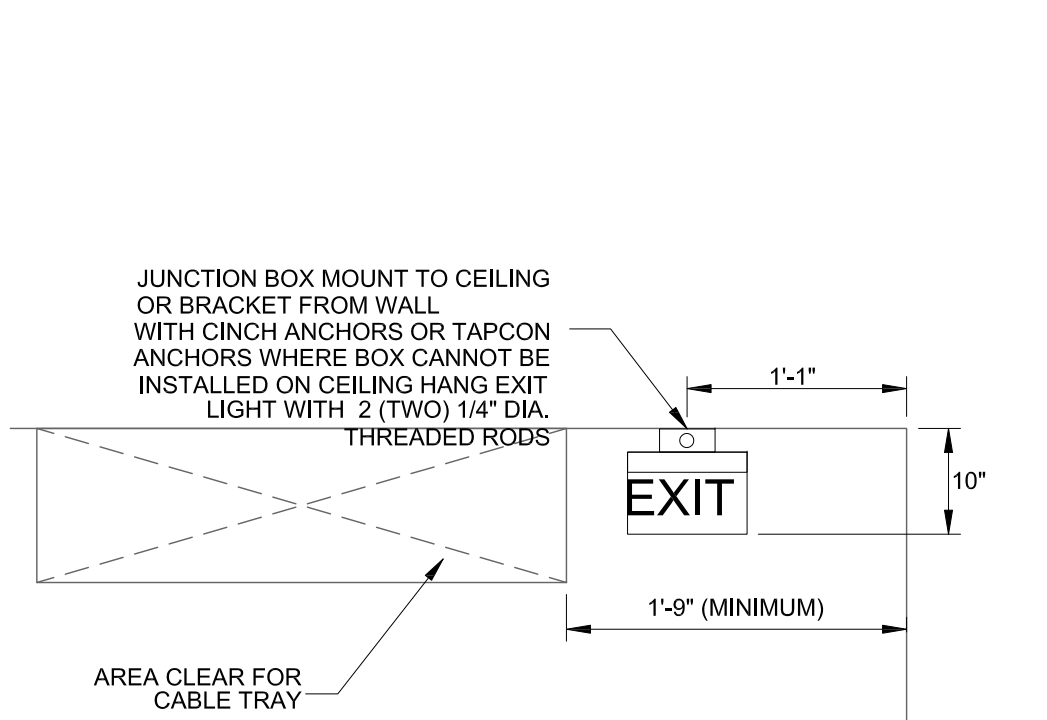 JUNCTION BOX MOUNT TO CEILING
OR BRACKET FROM WALL
WITH CINCH ANCHORS OR TAPCON
ANCHORS WHERE BOX CANNOT BE
INSTALLED ON CEILING HANG EXIT
LIGHT WITH 2 (TWO) 1/4" DIA.
THREADED RODS
1'-1"
10"
EXIT
1'-9" (MINIMUM)
AREA CLEAR FOR
CABLE TRAY